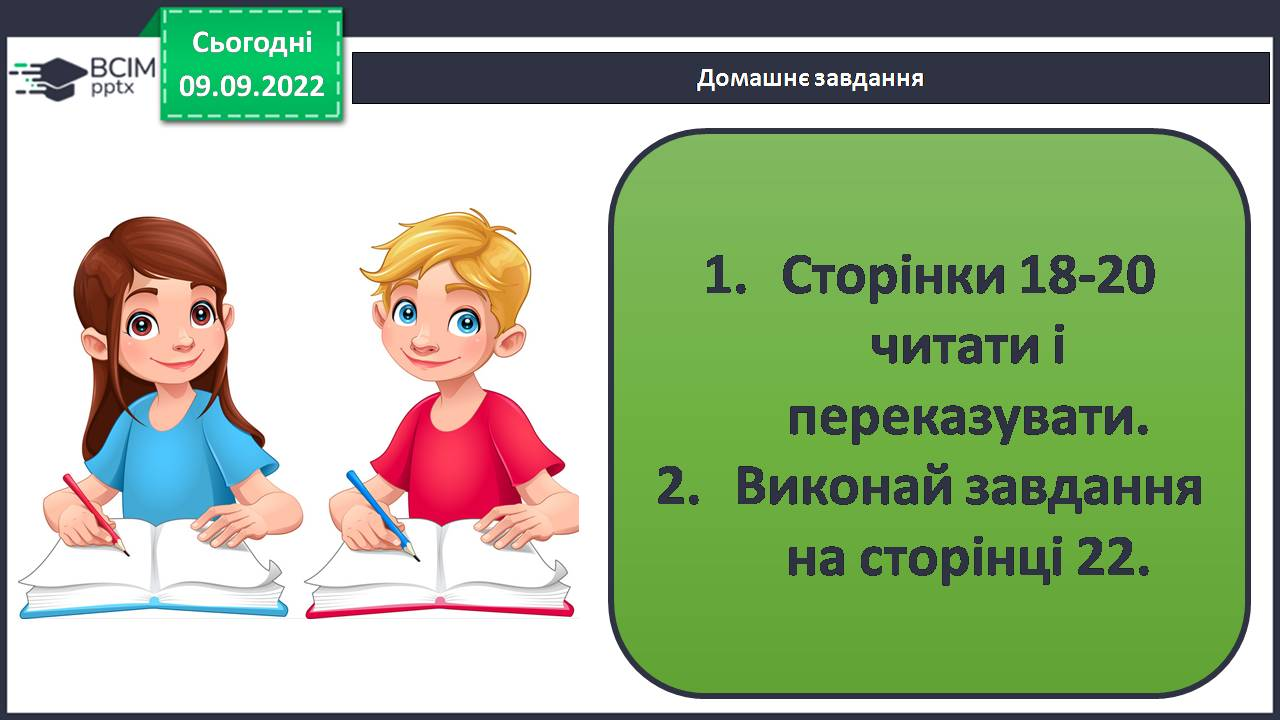 Сьогодні
09.09.2022
ВСІМ
pptx
Домашнє завдання
1. Сторінки 18-20
читати і
переказувати.
2. Виконай завдання
на сторінці 22.